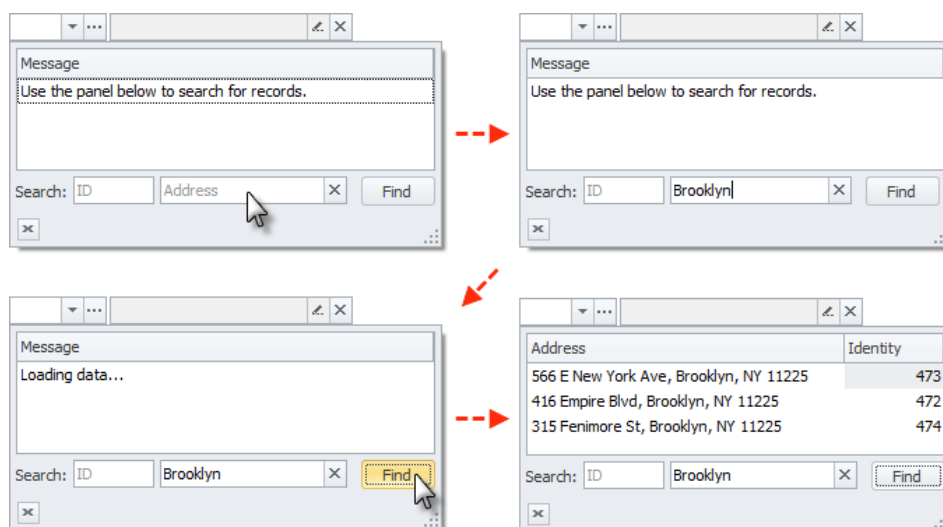 Message
Use the panel below to search for records.
Search: ID Address Find
Message
Use the panel below to search for records.
Search: ID Brooklyn Find
Message
Loading data...
Search: ID Brooklyn Find
Address Identity
566 E New York Ave, Brooklyn, NY 11225 473
416 Empire Blvd, Brooklyn, NY 11225 472
315 Fenimore St, Brooklyn, NY 11225 474
Search: ID Brooklyn Find